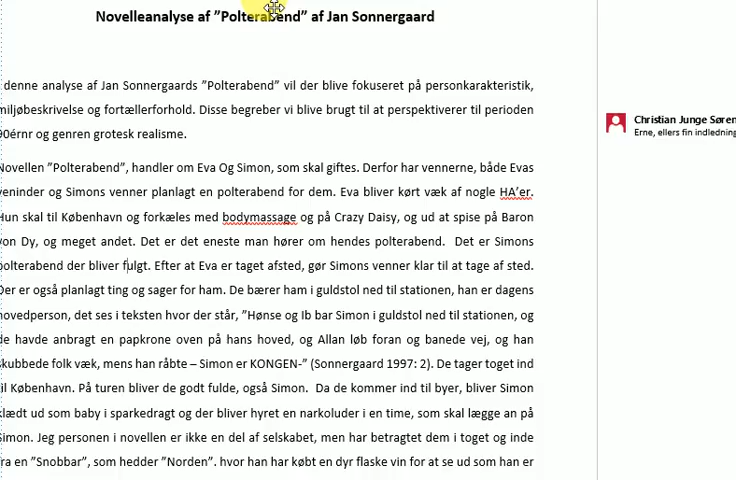 Novelleanalyse af ”Polterabend” af Jan Sonnergaard
denne analyse af Jan Sonnergaards ”Polterabend” vil der blive fokuseret på personkarakteristik,
miljøbeskrivelse og fortællerforhold. Disse begreber vi blive brugt til at perspektiverer til perioden
90érnr og genren grotesk realisme.
Christian Junge Søren
Erne, ellers fin indledning
Novellen ”Polterabend”, handler om Eva Og Simon, som skal giftes. Derfor har vennerne, både Evas
veninder og Simons venner planlagt en polterabend for dem. Eva bliver kørt væk af nogle HA’er.
Hun skal til København og forkæles med bodymassage og på Crazy Daisy, og ud at spise på Baron
von Dy, og meget andet. Det er det eneste man hører om hendes polterabend. Det er Simons
polterabend der bliver fulgt. Efter at Eva er taget afsted, gør Simons venner klar til at tage af sted.
Der er også planlagt ting og sager for ham. De bærer ham i guldstol ned til stationen, han er dagens
hovedperson, det ses i teksten hvor der står, ”Hønse og Ib bar Simon i guldstol ned til stationen, og
de havde anbragt en papkrone oven på hans hoved, og Allan løb foran og banede vej, og han
skubbede folk væk, mens han råbte – Simon er KONGEN-” (Sonnergaard 1997: 2). De tager toget ind
til København. På turen bliver de godt fulde, også Simon. Da de kommer ind til byer, bliver Simon
klædt ud som baby i sparkedragt og der bliver hyret en narkoluder i en time, som skal lægge an på
Simon. Jeg personen i novellen er ikke en del af selskabet, men har betragtet dem i toget og inde
fra en ”Snobbar”, som hedder ”Norden”. hvor han har købt en dyr flaske vin for at se ud som han er